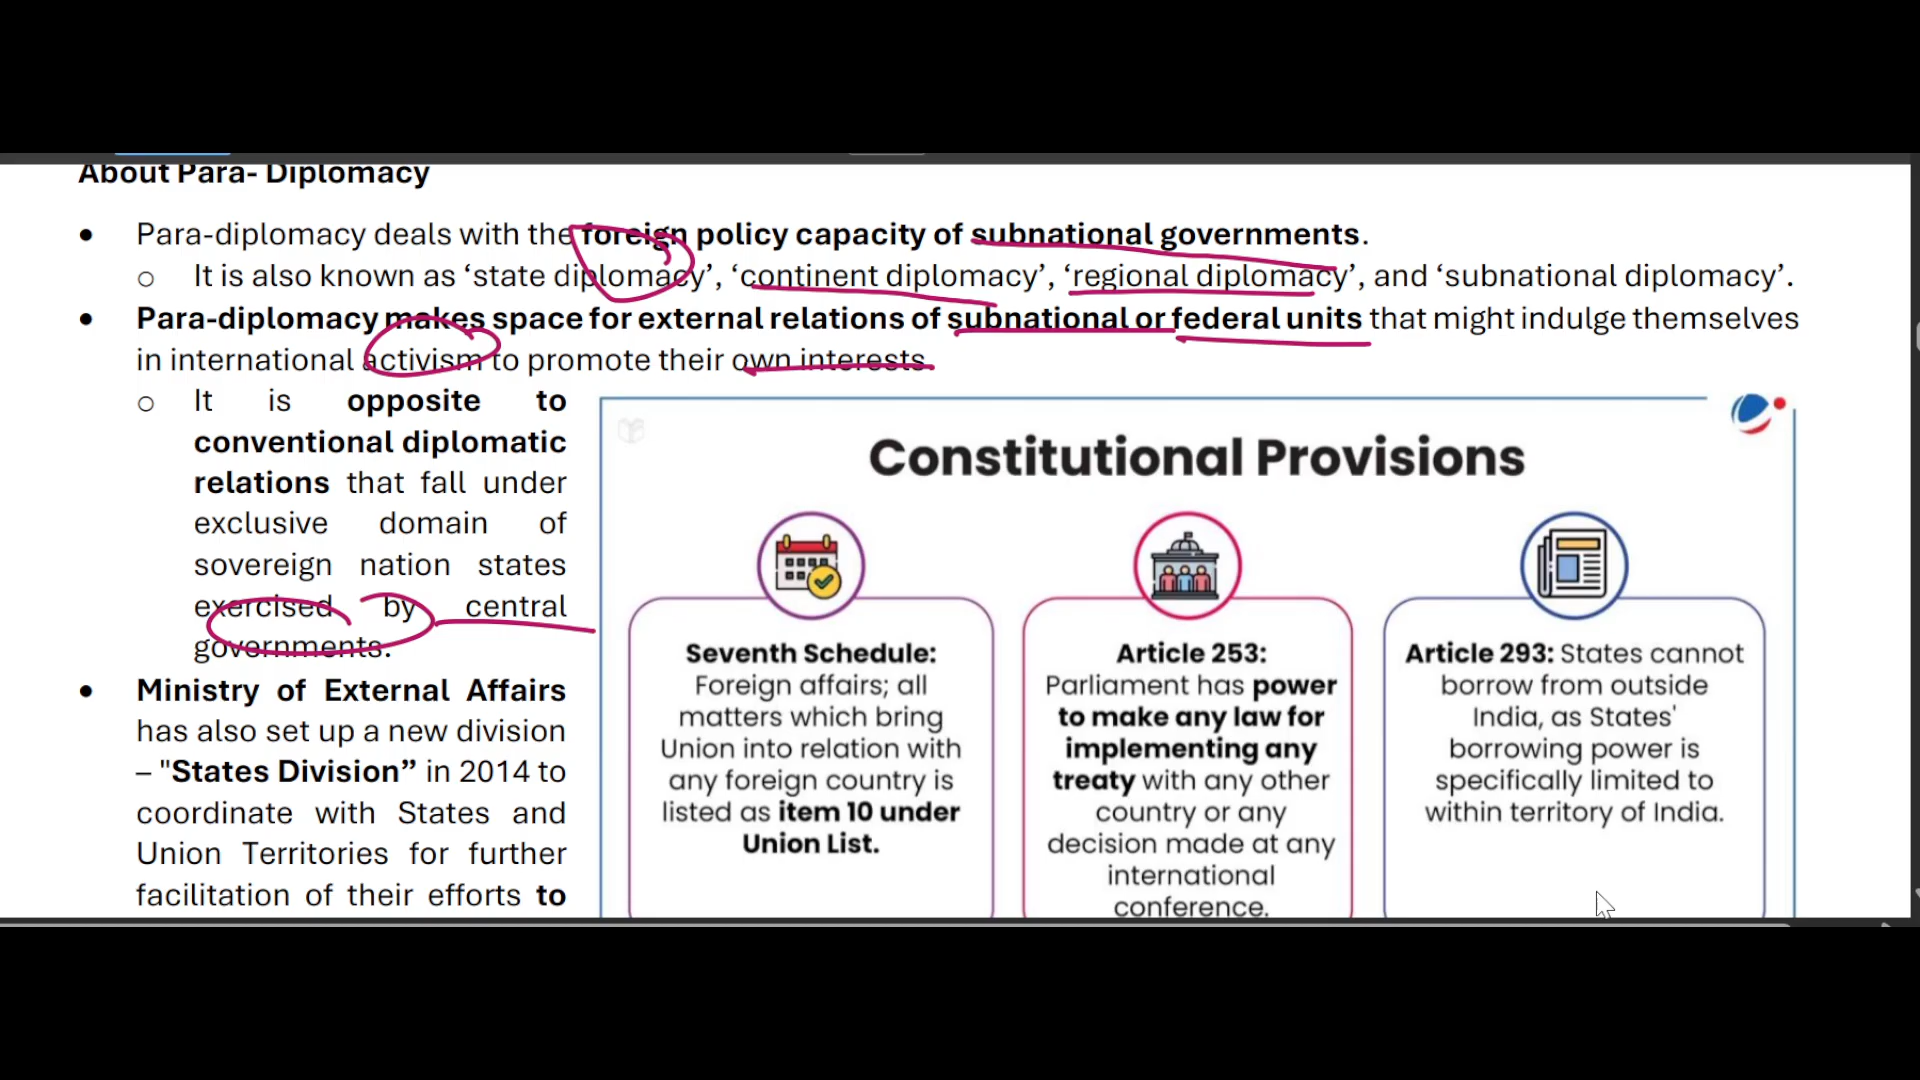 About Para- Diplomacy
• Para-diplomacy deals with the foreign policy capacity of subnational governments.
○ It is also known as ‘state diplomacy’, ‘continent diplomacy’, ‘regional diplomacy’, and ‘subnational diplomacy’.
• Para-diplomacy makes space for external relations of subnational or federal units that might indulge themselves
in international activism to promote their own interests.
○ It is opposite to
conventional diplomatic
relations that fall under
exclusive domain of
sovereign nation states
exercised by central
governments.
• Ministry of External Affairs
has also set up a new division
– "States Division” in 2014 to
coordinate with States and
Union Territories for further
facilitation of their efforts to
Constitutional Provisions
Seventh Schedule:
Foreign affairs; all
matters which bring
Union into relation with
any foreign country is
listed as item 10 under
Union List.
Article 253:
Parliament has power
to make any law for
implementing any
treaty with any other
country or any
decision made at any
international
conference.
Article 293: States cannot
borrow from outside
India, as States'
borrowing power is
specifically limited to
within territory of India.